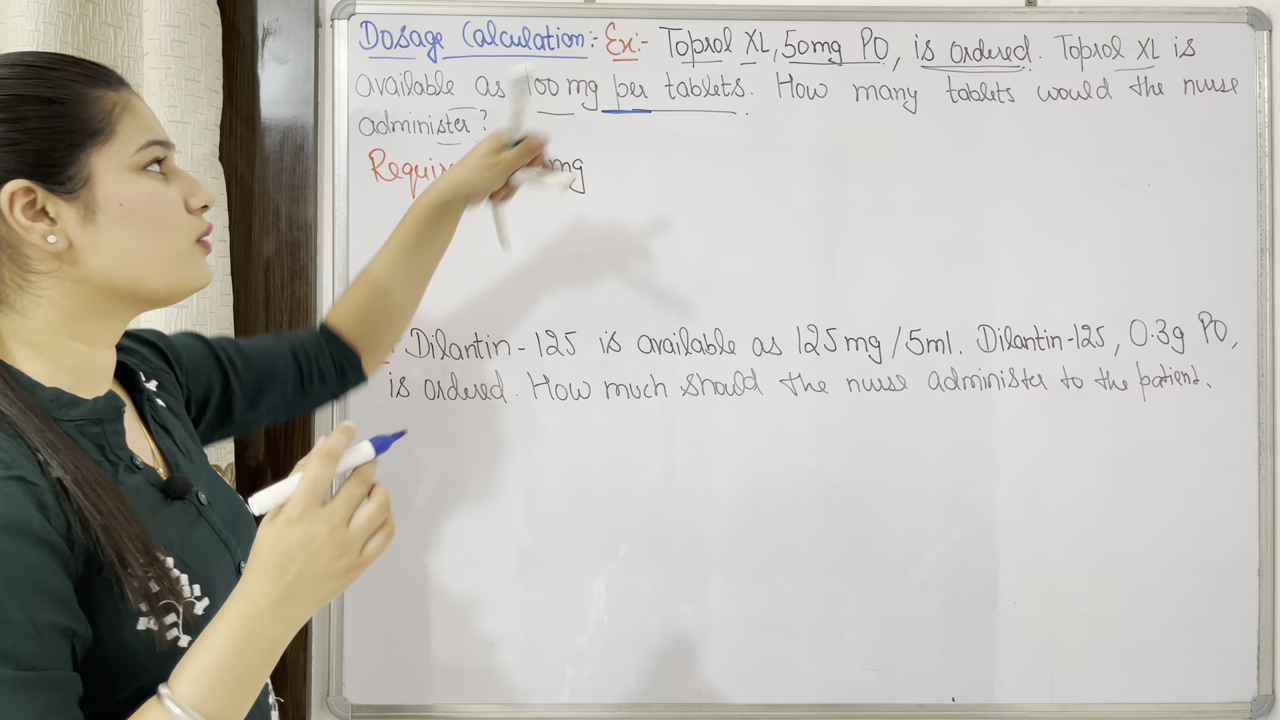 Dosage Calculation:- Ex:- Toprol XL, 50mg PO, is ordered. Toprol XL is
available as 100 mg per tablets. How many tablets would the nurse
administer?
mg
Dilantin-125 is available as 125mg/5ml. Dilantin-125, 0.3g PO,
is ordered. How much should the nurse administer to the patient.